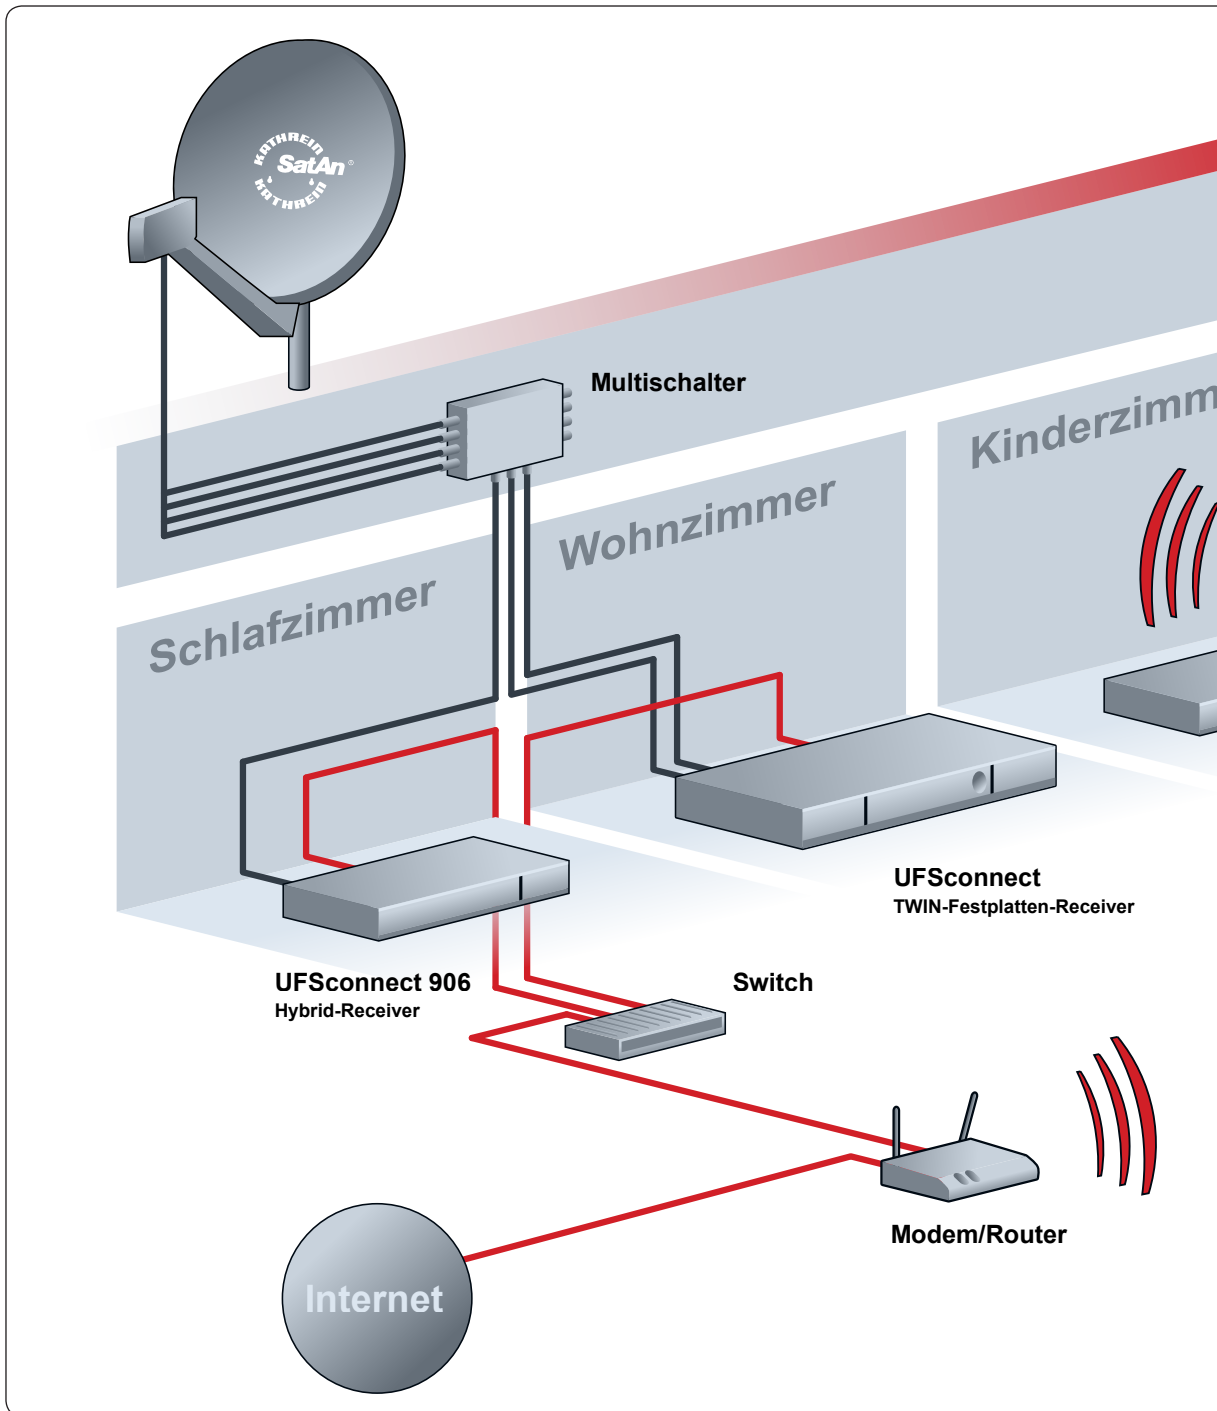 KATHREIN
SatAn®
KATHREIN
Multischalter
Kinderzimm
Wohnzimmer
Schlafzimmer
UFSconnect
TWIN-Festplatten-Receiver
UFSconnect 906
Hybrid-Receiver
Switch
Modem/Router
Internet